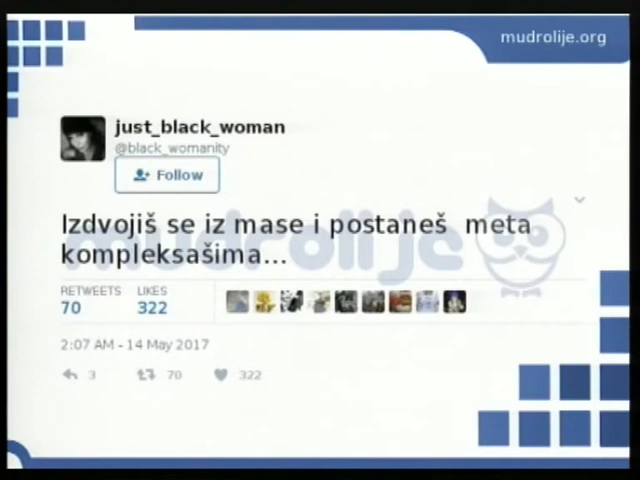 mudrolije.org
just_black_woman
@black_womanity
Follow
Izdvojiš se iz mase i postaneš meta
kompleksašima...
mudrolije
RETWEETS LIKES
70 322
2:07 AM - 14 May 2017
3 70 322